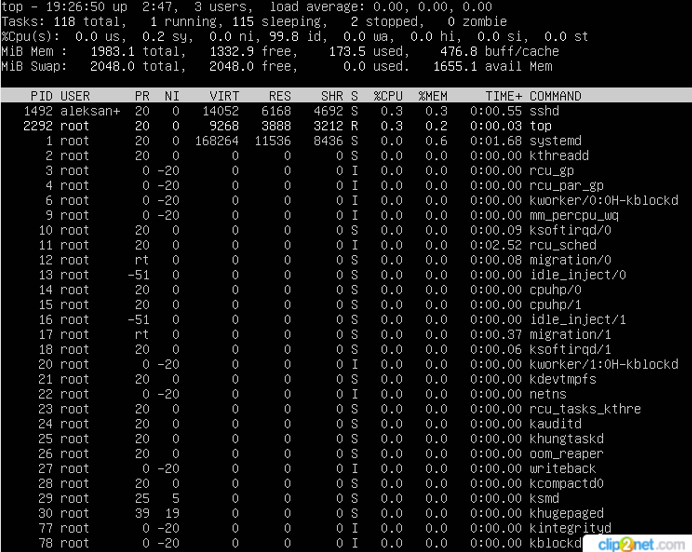 top - 19:26:50 up  2:47,  3 users,  load average: 0.00, 0.00, 0.00
Tasks: 118 total,   1 running, 115 sleeping,   2 stopped,   0 zombie
%Cpu(s):  0.0 us,  0.2 sy,  0.0 ni, 99.8 id,  0.0 wa,  0.0 hi,  0.0 si,  0.0 st
MiB Mem :   1983.1 total,   1332.9 free,    173.5 used,    476.8 buff/cache
MiB Swap:   2048.0 total,   2048.0 free,      0.0 used.   1655.1 avail Mem
PID USER      PR  NI    VIRT    RES    SHR S  %CPU  %MEM     TIME+ COMMAND
1492 aleksan+  20   0   14052   6168   4692 S   0.3   0.3   0:00.55 sshd
2292 root      20   0    9268   3888   3212 R   0.3   0.2   0:00.03 top
1 root      20   0  168264  11536   8436 S   0.0   0.6   0:01.68 systemd
2 root      20   0       0      0      0 S   0.0   0.0   0:00.00 kthreadd
3 root       0 -20       0      0      0 I   0.0   0.0   0:00.00 rcu_gp
4 root       0 -20       0      0      0 I   0.0   0.0   0:00.00 rcu_par_gp
6 root       0 -20       0      0      0 I   0.0   0.0   0:00.00 kworker/0:0H-kblockd
9 root       0 -20       0      0      0 I   0.0   0.0   0:00.00 mm_percpu_wq
10 root      20   0       0      0      0 S   0.0   0.0   0:00.09 ksoftirqd/0
11 root      20   0       0      0      0 I   0.0   0.0   0:02.52 rcu_sched
12 root      rt   0       0      0      0 S   0.0   0.0   0:00.08 migration/0
13 root     -51   0       0      0      0 S   0.0   0.0   0:00.00 idle_inject/0
14 root      20   0       0      0      0 S   0.0   0.0   0:00.00 cpuhp/0
15 root      20   0       0      0      0 S   0.0   0.0   0:00.00 cpuhp/1
16 root     -51   0       0      0      0 S   0.0   0.0   0:00.00 idle_inject/1
17 root      rt   0       0      0      0 S   0.0   0.0   0:00.37 migration/1
18 root      20   0       0      0      0 S   0.0   0.0   0:00.06 ksoftirqd/1
20 root       0 -20       0      0      0 I   0.0   0.0   0:00.00 kworker/1:0H-kblockd
21 root      20   0       0      0      0 S   0.0   0.0   0:00.00 kdevtmpfs
22 root       0 -20       0      0      0 I   0.0   0.0   0:00.00 netns
23 root      20   0       0      0      0 S   0.0   0.0   0:00.00 rcu_tasks_kthre
24 root      20   0       0      0      0 S   0.0   0.0   0:00.00 kauditd
25 root      20   0       0      0      0 S   0.0   0.0   0:00.00 khungtaskd
26 root      20   0       0      0      0 S   0.0   0.0   0:00.00 oom_reaper
27 root       0 -20       0      0      0 I   0.0   0.0   0:00.00 writeback
28 root      20   0       0      0      0 S   0.0   0.0   0:00.00 kcompactd0
29 root      25   5       0      0      0 S   0.0   0.0   0:00.00 ksmd
30 root      39  19       0      0      0 S   0.0   0.0   0:00.00 khugepaged
77 root       0 -20       0      0      0 I   0.0   0.0   0:00.00 kintegrityd
78 root       0 -20       0      0      0 I   0.0   0.0   0:00.00 kblockd
clip2net.com